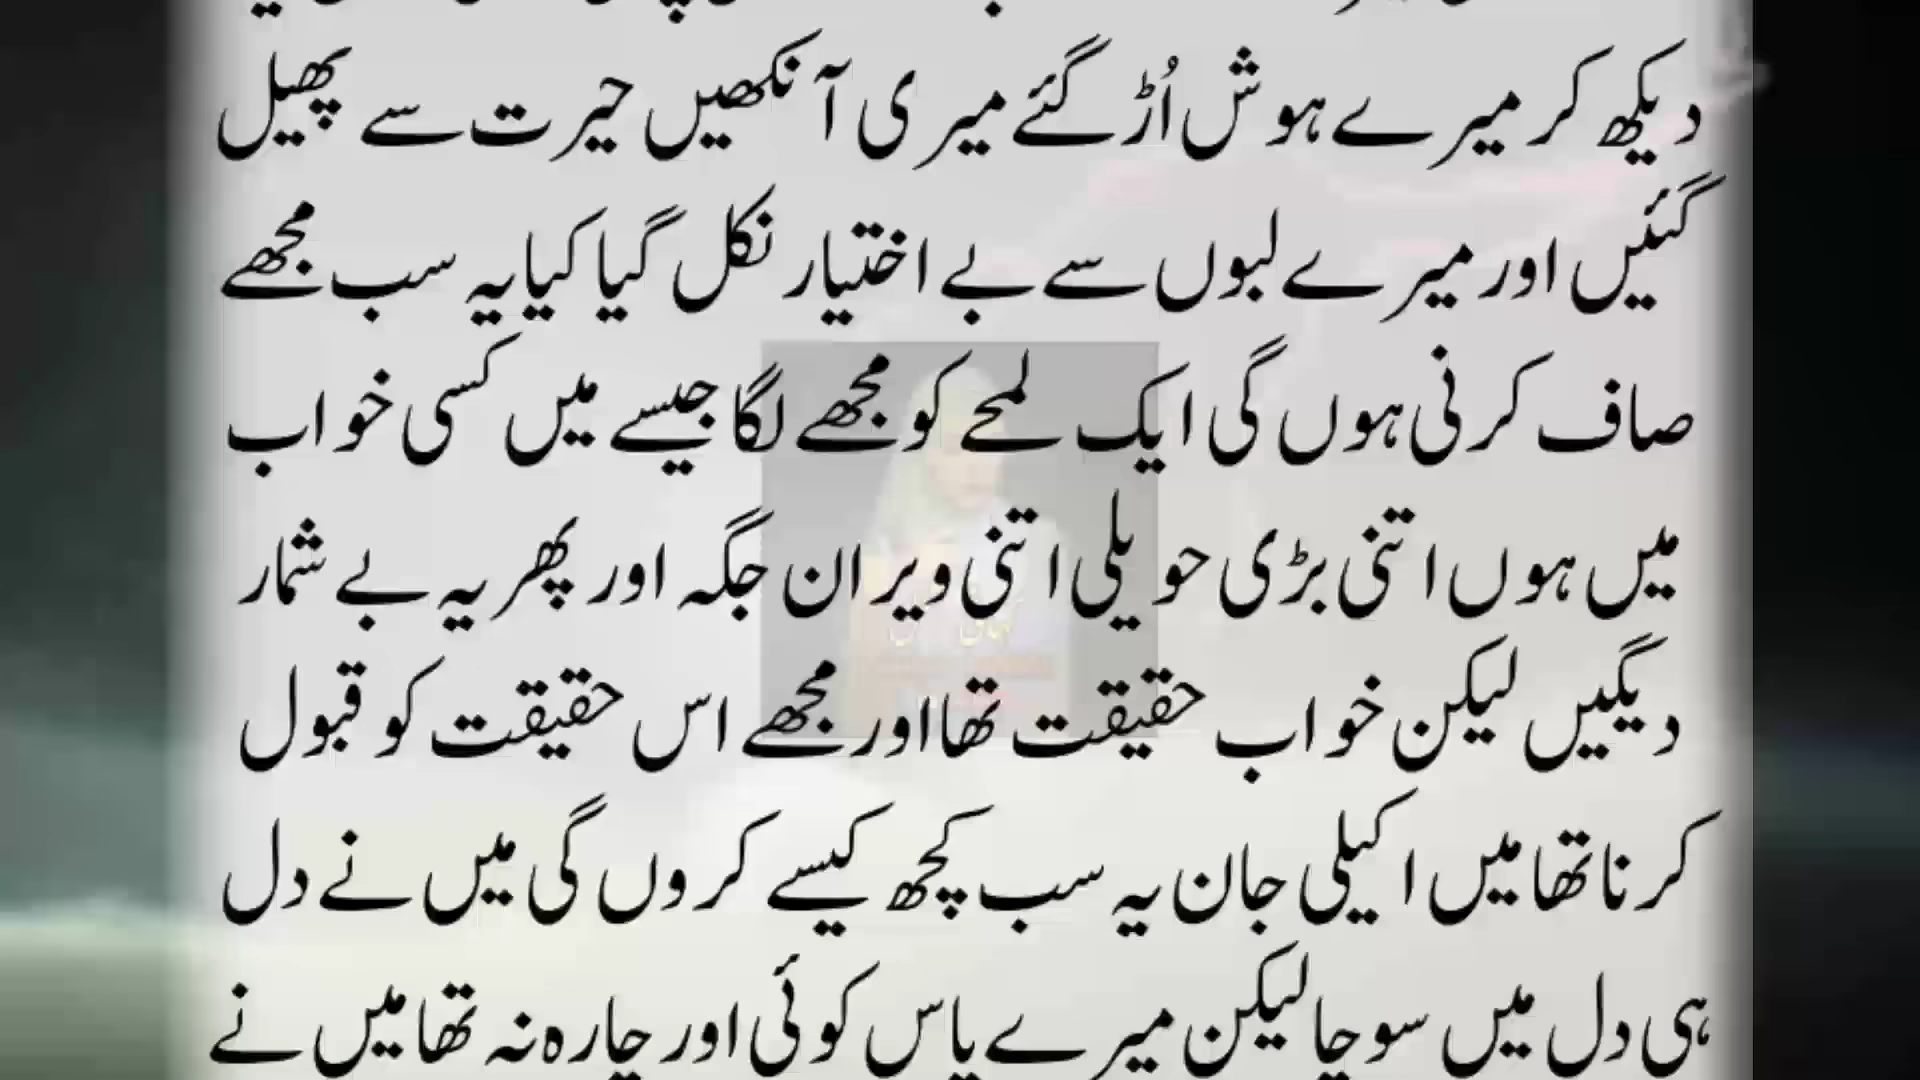 دیکھ کر میرے ہوش اُڑ گئے میری آنکھیں حیرت سے پھیل
گئیں اور میرے لبوں سے بے اختیار نکل گیا کیا یہ سب مجھے
صاف کرنی ہوں گی ایک لمحے کو مجھے لگا جیسے میں کسی خواب
میں ہوں اتنی بڑی حویلی اتنی ویران جگہ اور پھر یہ بے شمار
دیگیں لیکن خواب حقیقت تھا اور مجھے اس حقیقت کو قبول
کرنا تھا میں اکیلی جان یہ سب کچھ کیسے کروں گی میں نے دل
ہی دل میں سوچا لیکن میرے پاس کوئی اور چارہ نہ تھا میں نے